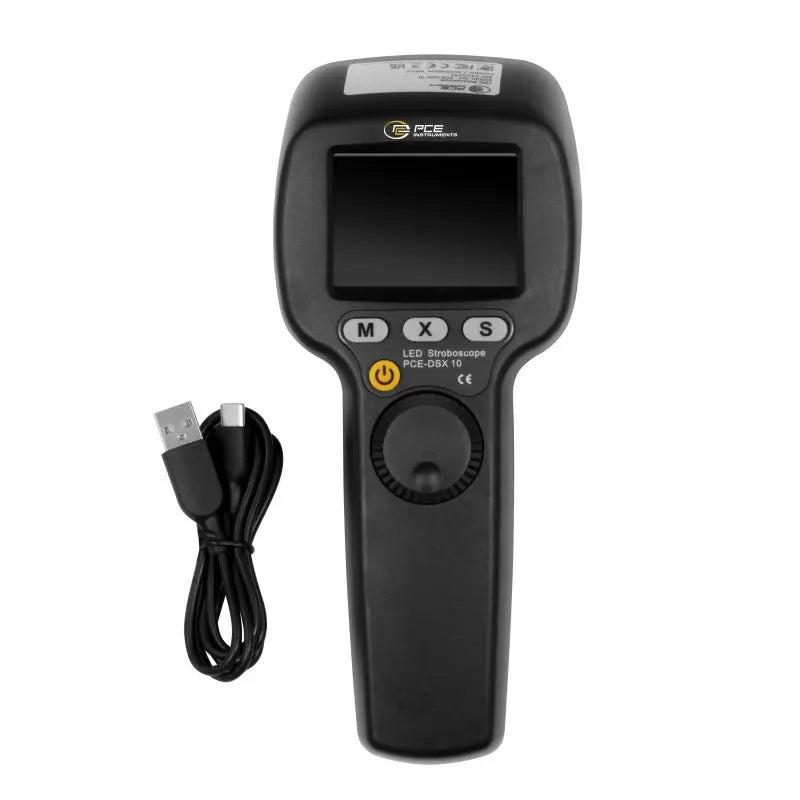 PCE
INSTRUMENTS
M X S
LED Stroboscope
PCE-DSX 10
CE